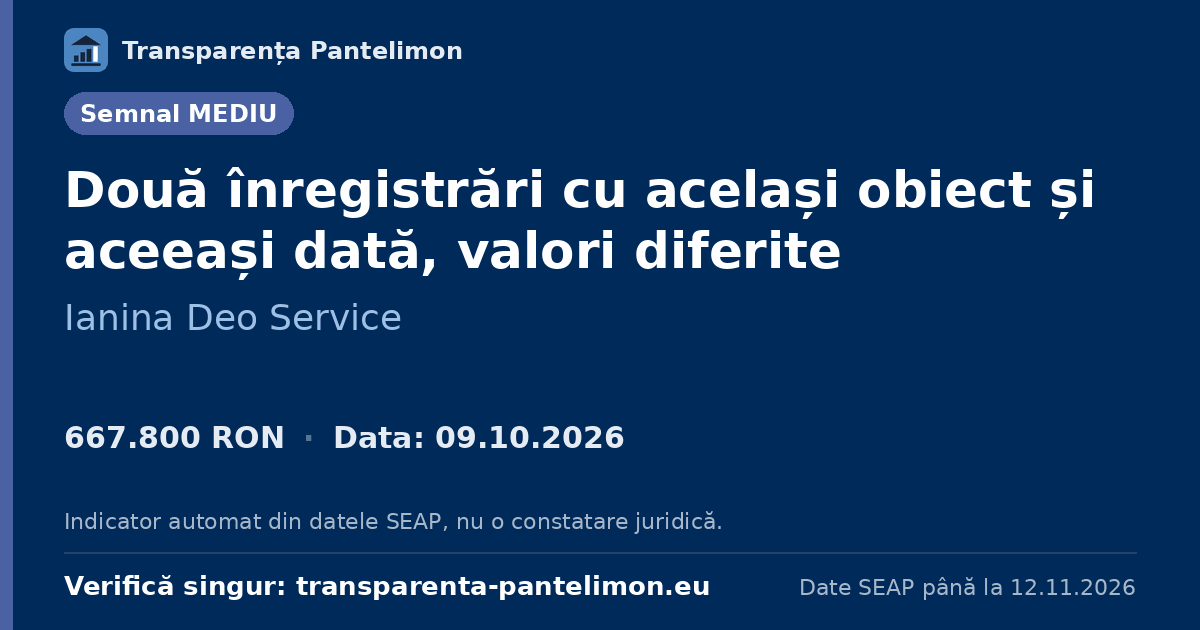 Transparența Pantelimon
Semnal MEDIU
Două înregistrări cu același obiect și
aceeași dată, valori diferite
Ianina Deo Service
667.800 RON · Data: 09.10.2026
Indicator automat din datele SEAP, nu o constatare juridică.
Verifică singur: transparenta-pantelimon.eu
Date SEAP până la 12.11.2026